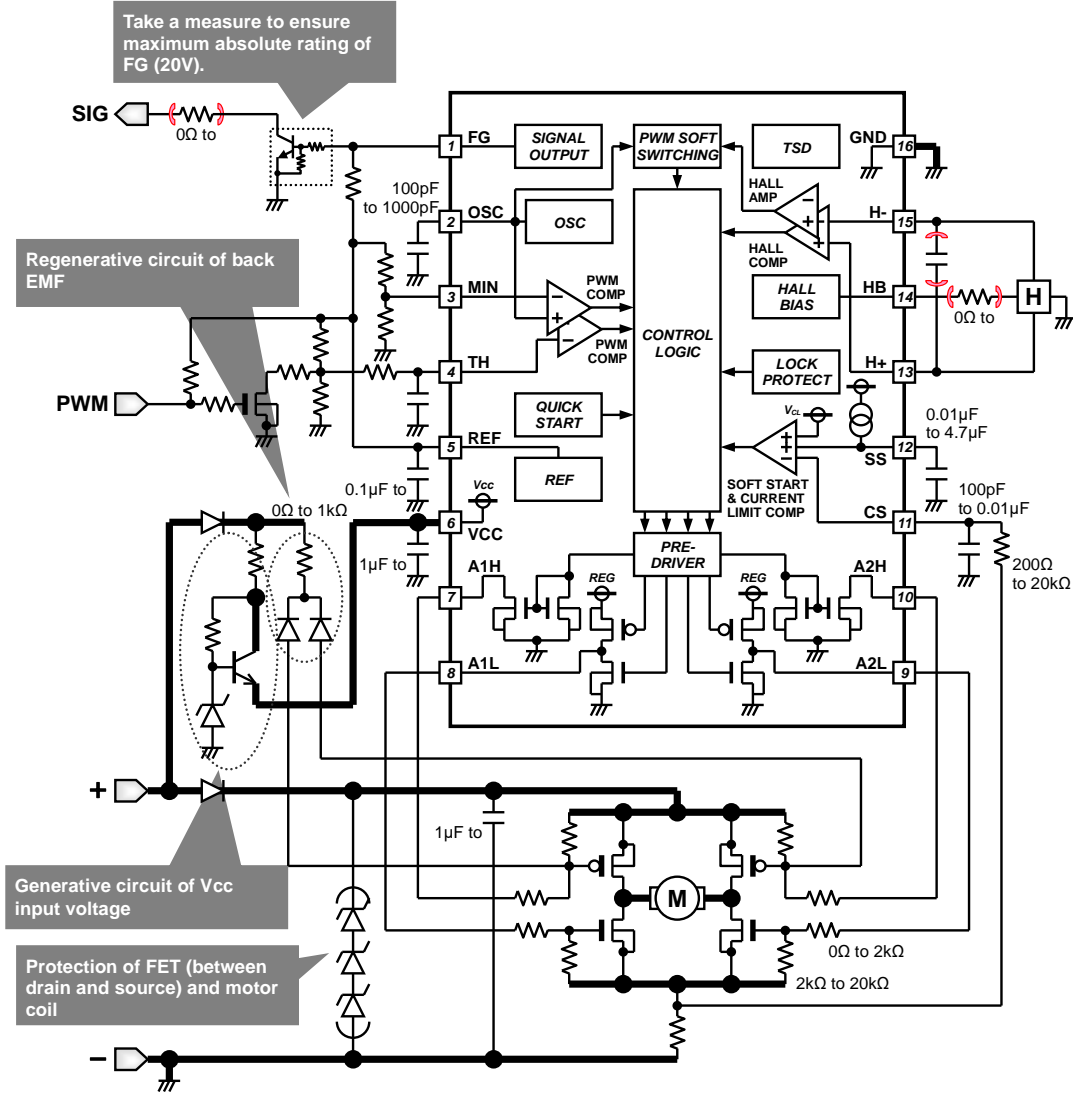 Take a measure to ensure
maximum absolute rating of
FG (20V).
SIG
0Ω to
1
FG
SIGNAL
OUTPUT
PWM SOFT
SWITCHING
TSD
GND
16
100pF
to 1000pF
OSC
2
OSC
HALL
AMP
H-
15
HALL
COMP
Regenerative circuit of back
EMF
MIN
3
PWM
COMP
HALL
BIAS
HB
14
0Ω to
H
CONTROL
LOGIC
PWM
COMP
TH
4
LOCK
PROTECT
H+
13
PWM
QUICK
START
VCL
0.01µF
to 4.7µF
REF
5
REF
SS
12
0.1µF to
SOFT START
& CURRENT
LIMIT COMP
100pF
to 0.01µF
0Ω to 1kΩ
Vcc
6
VCC
CS
11
1µF to
PRE-
DRIVER
200Ω
to 20kΩ
A1H
7
REG
REG
A2H
10
A1L
8
A2L
9
+
1µF to
Generative circuit of Vcc
input voltage
M
Protection of FET (between
drain and source) and motor
coil
0Ω to 2kΩ
2kΩ to 20kΩ
−